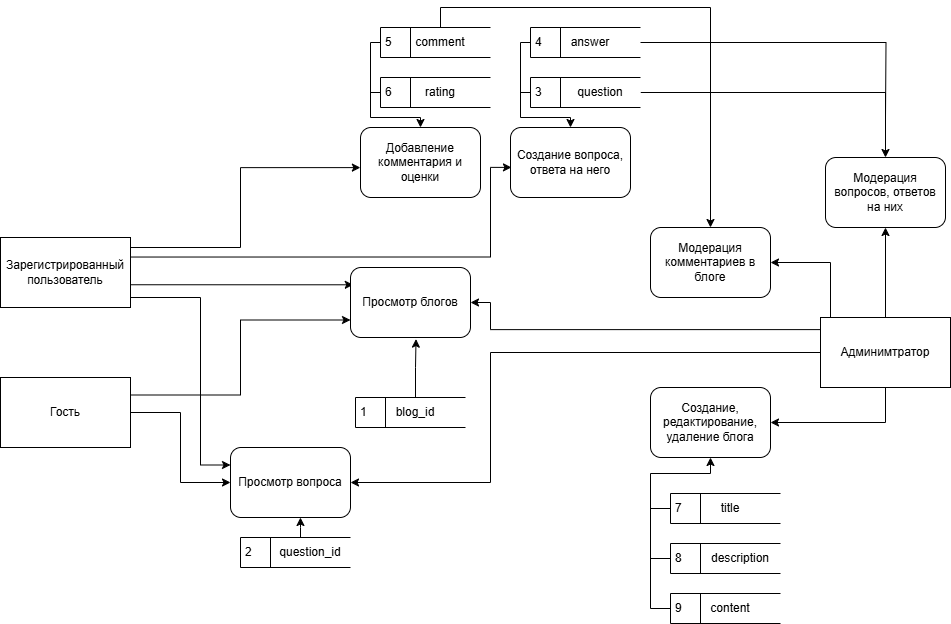 5 comment
4 answer
6 rating
3 question
Добавление
комментария и
оценки
Создание вопроса,
ответа на него
Модерация
вопросов, ответов
на них
Зарегистрированный
пользователь
Модерация
комментариев в
блоге
Просмотр блогов
Админимтратор
Гость
1 blog_id
Создание,
редактирование,
удаление блога
Просмотр вопроса
2 question_id
7 title
8 description
9 content